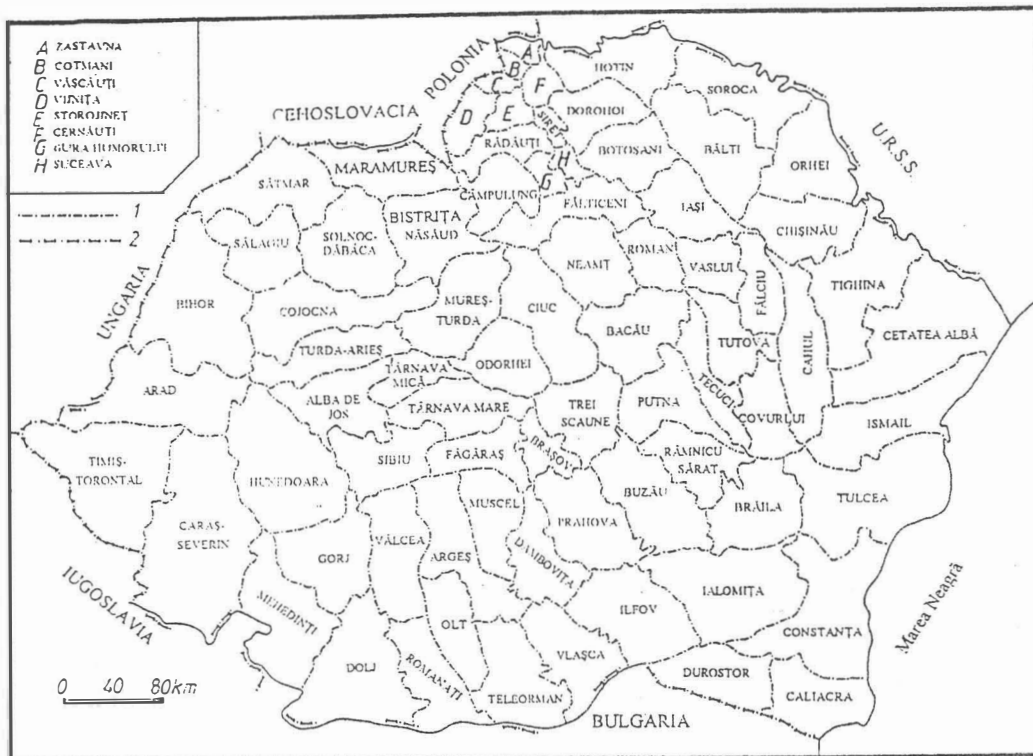 A ZASTAVNA
B COTMANI
C VĂSCĂUȚI
D VIJNIȚA
F STOROJINEȚ
E CERNĂUȚI
G GURA HUMORULUI
H SUCEAVA
1
2
POLONIA
CEHOSLOVACIA
U.R.S.S.
UNGARIA
IUGOSLAVIA
BULGARIA
Marea Neagră
A
B
C
D
E
F
G
H
HOTIN
SOROCA
DOROHOI
SIRET
RĂDĂUȚI
BOTOȘANI
BĂLȚI
ORHEI
MARAMUREȘ
SĂTMAR
CÂMPULUNG
FĂLTICENI
IAȘI
CHIȘINĂU
BISTRIȚA
NĂSĂUD
SĂLAGIU
SOLNOC-
DĂBÂCA
NEAMȚ
ROMAN
VASLUI
FĂLCIU
TIGHINA
BIHOR
COJOCNA
MUREȘ-
TURDA
CIUC
BACĂU
TUTOVA
CAHUL
CETATEA ALBĂ
TURDA-ARIEȘ
TÂRNAVA
MICĂ
ODORHEI
ARAD
ALBA DE
JOS
TÂRNAVA MARE
TREI
SCAUNE
PUTNA
TECUCI
COVURLUI
ISMAIL
TIMIȘ-
TORONTAL
HUNEDOARA
SIBIU
FĂGĂRAȘ
BRAȘOV
RÂMNICU
SĂRAT
BUZĂU
BRĂILA
TULCEA
CARAȘ-
SEVERIN
GORJ
VÂLCEA
ARGEȘ
MUSCEL
PRAHOVA
DÂMBOVIȚA
MEHEDINȚI
OLT
ILFOV
IALOMIȚA
CONSTANȚA
DOLJ
ROMANAȚI
TELEORMAN
VLAȘCA
DUROSTOR
CALIACRA
0 40 80km